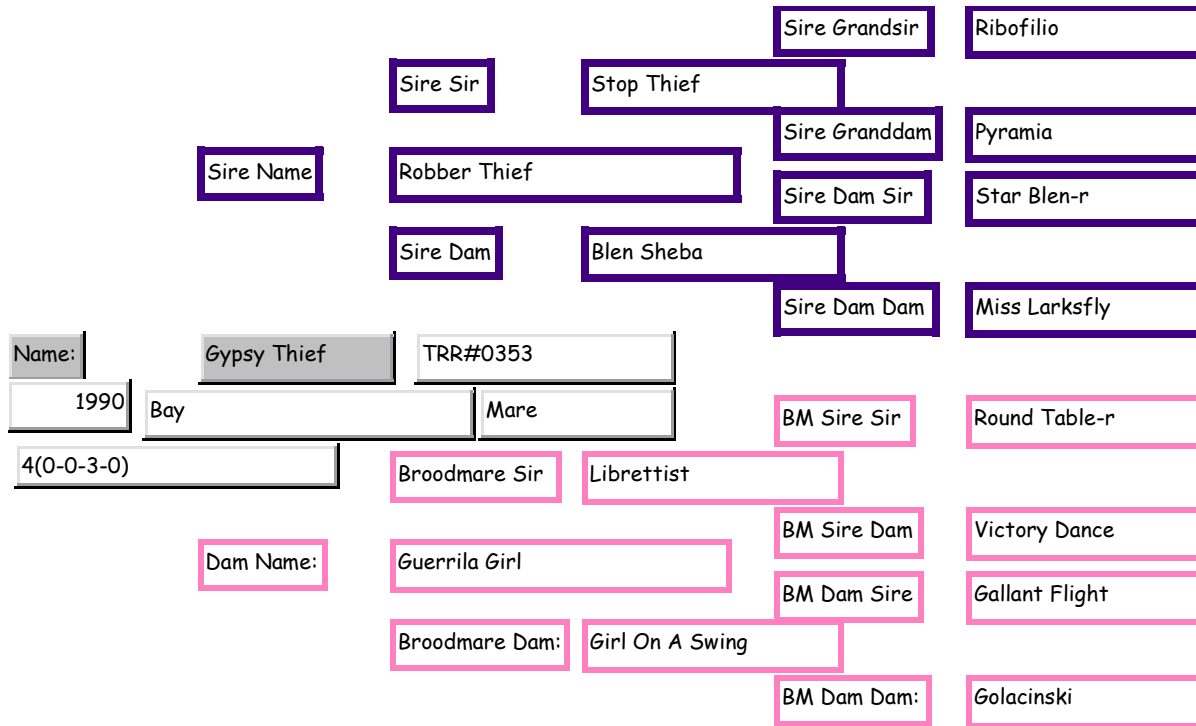 Sire Grandsir Ribofilio
Sire Sir Stop Thief
Sire Granddam Pyramia
Sire Name Robber Thief
Sire Dam Sir Star Blen-r
Sire Dam Blen Sheba
Sire Dam Dam Miss Larksfly
Name: Gypsy Thief TRR#0353
1990 Bay Mare
BM Sire Sir Round Table-r
4(0-0-3-0)
Broodmare Sir Librettist
BM Sire Dam Victory Dance
Dam Name: Guerrila Girl
BM Dam Sire Gallant Flight
Broodmare Dam: Girl On A Swing
BM Dam Dam: Golacinski